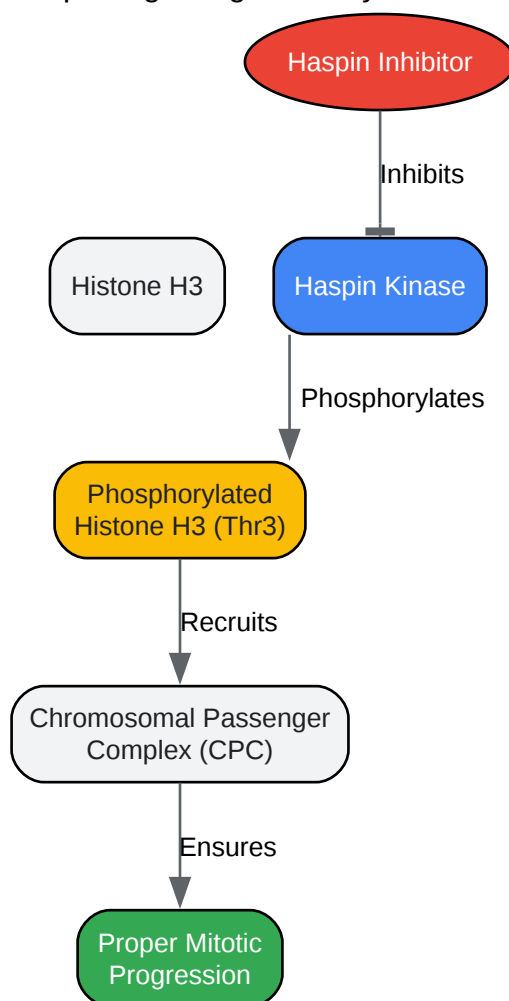 Haspin Inhibitor
Inhibits
Histone H3
Haspin Kinase
Phosphorylates
Phosphorylated
Histone H3 (Thr3)
Recruits
Chromosomal Passenger
Complex (CPC)
Ensures
Proper Mitotic
Progression